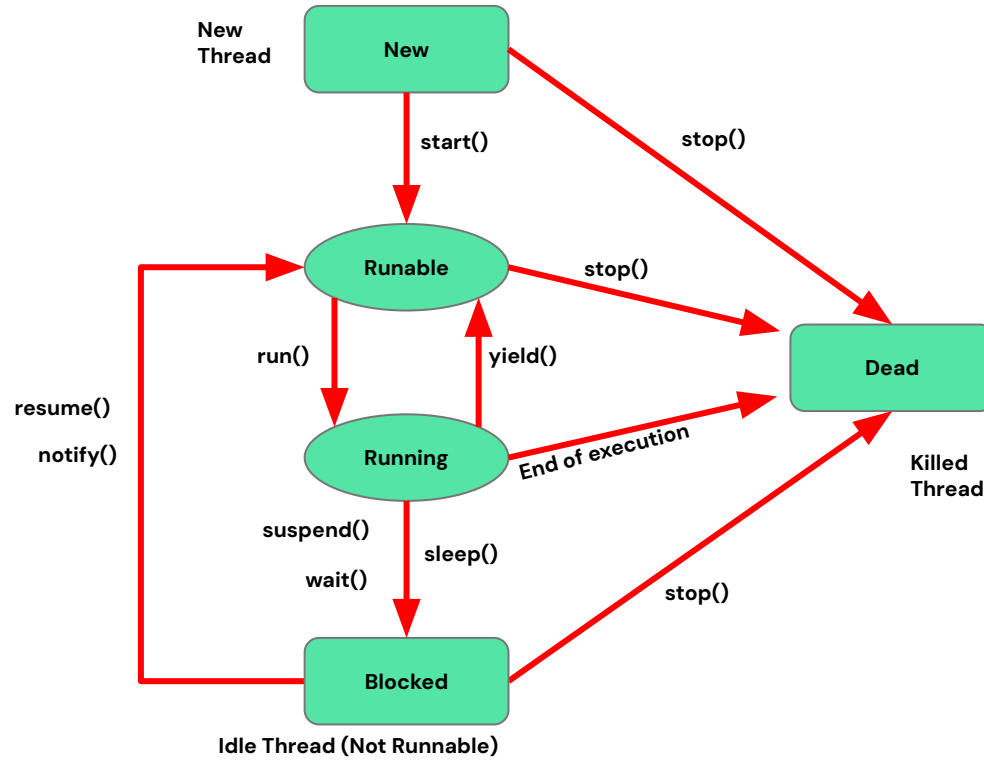 New
Thread
New
start()
stop()
Runable
stop()
run()
yield()
Dead
resume()
notify()
Running
End of execution
Killed
Thread
suspend()
sleep()
wait()
stop()
Blocked
Idle Thread (Not Runnable)